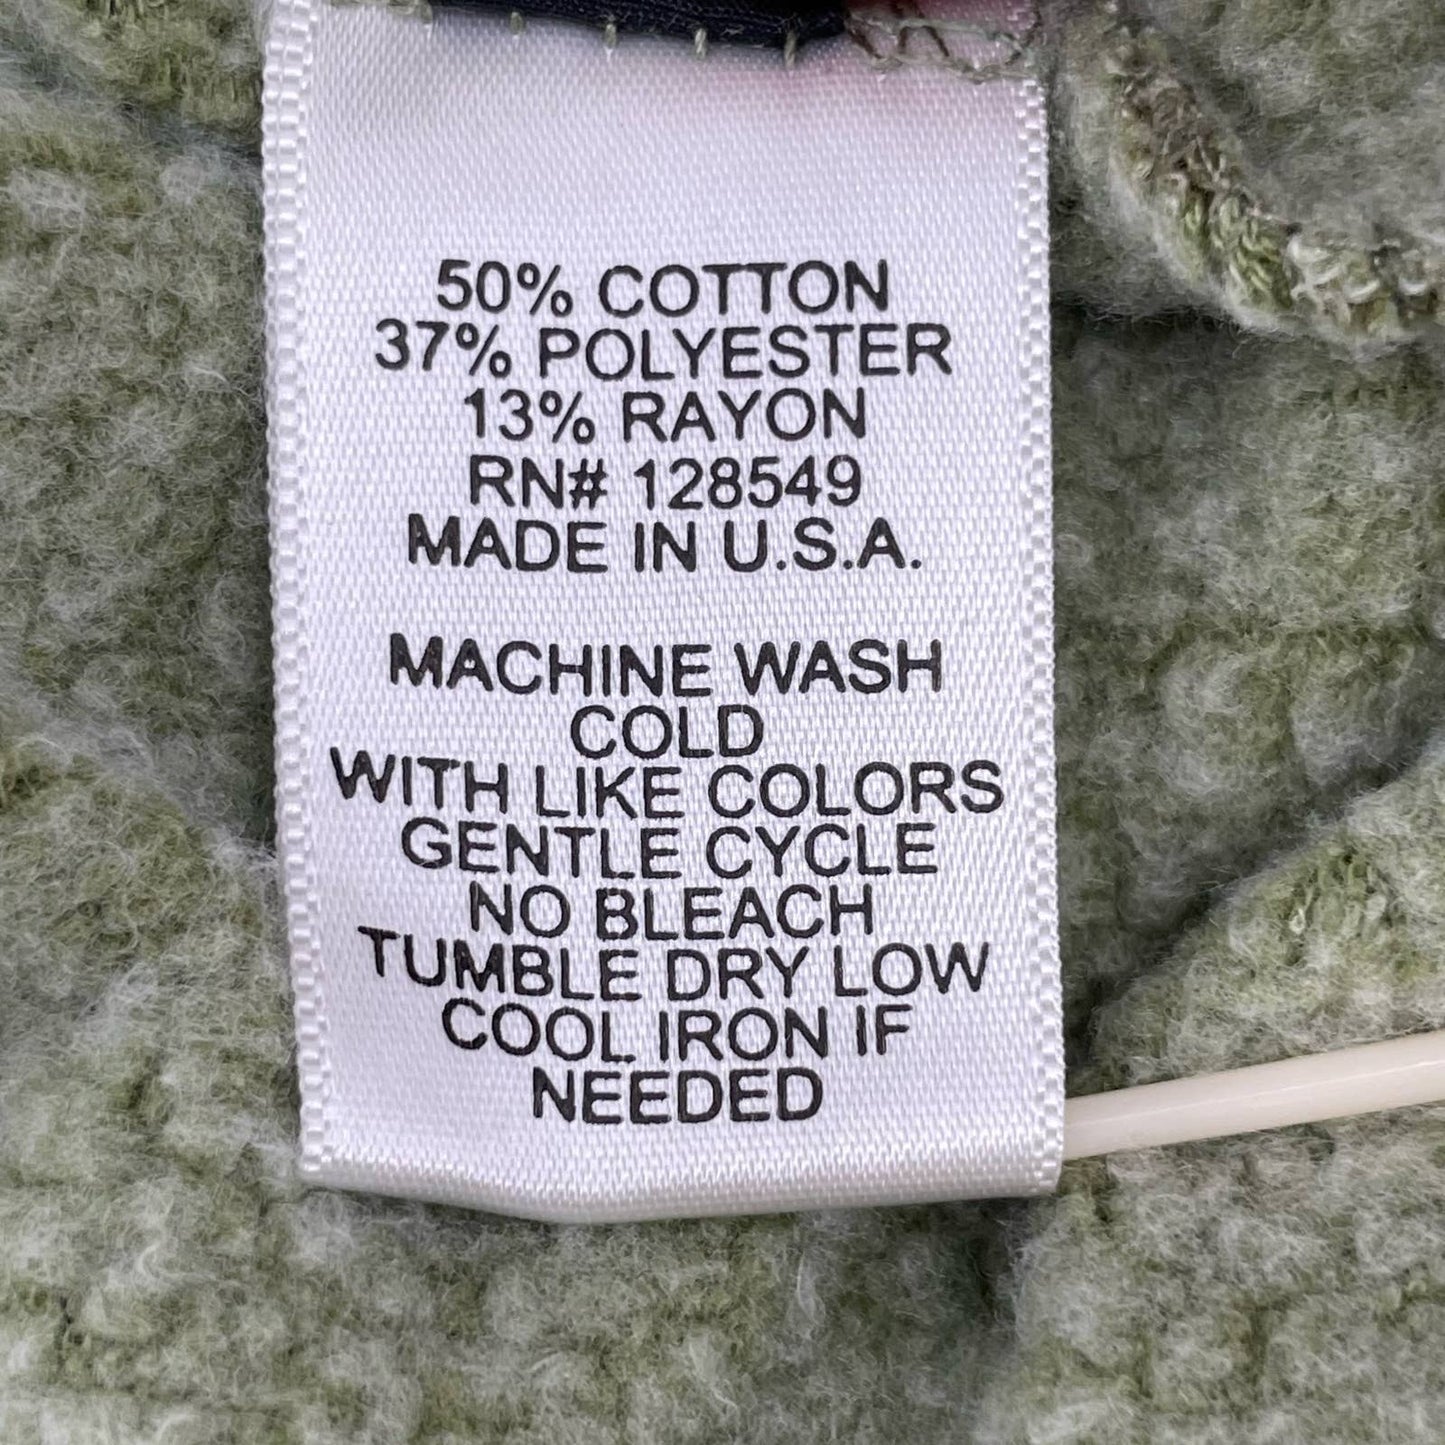 50% COTTON
37% POLYESTER
13% RAYON
RN# 128549
MADE IN U.S.A.
MACHINE WASH
COLD
WITH LIKE COLORS
GENTLE CYCLE
NO BLEACH
TUMBLE DRY LOW
COOL IRON IF
NEEDED